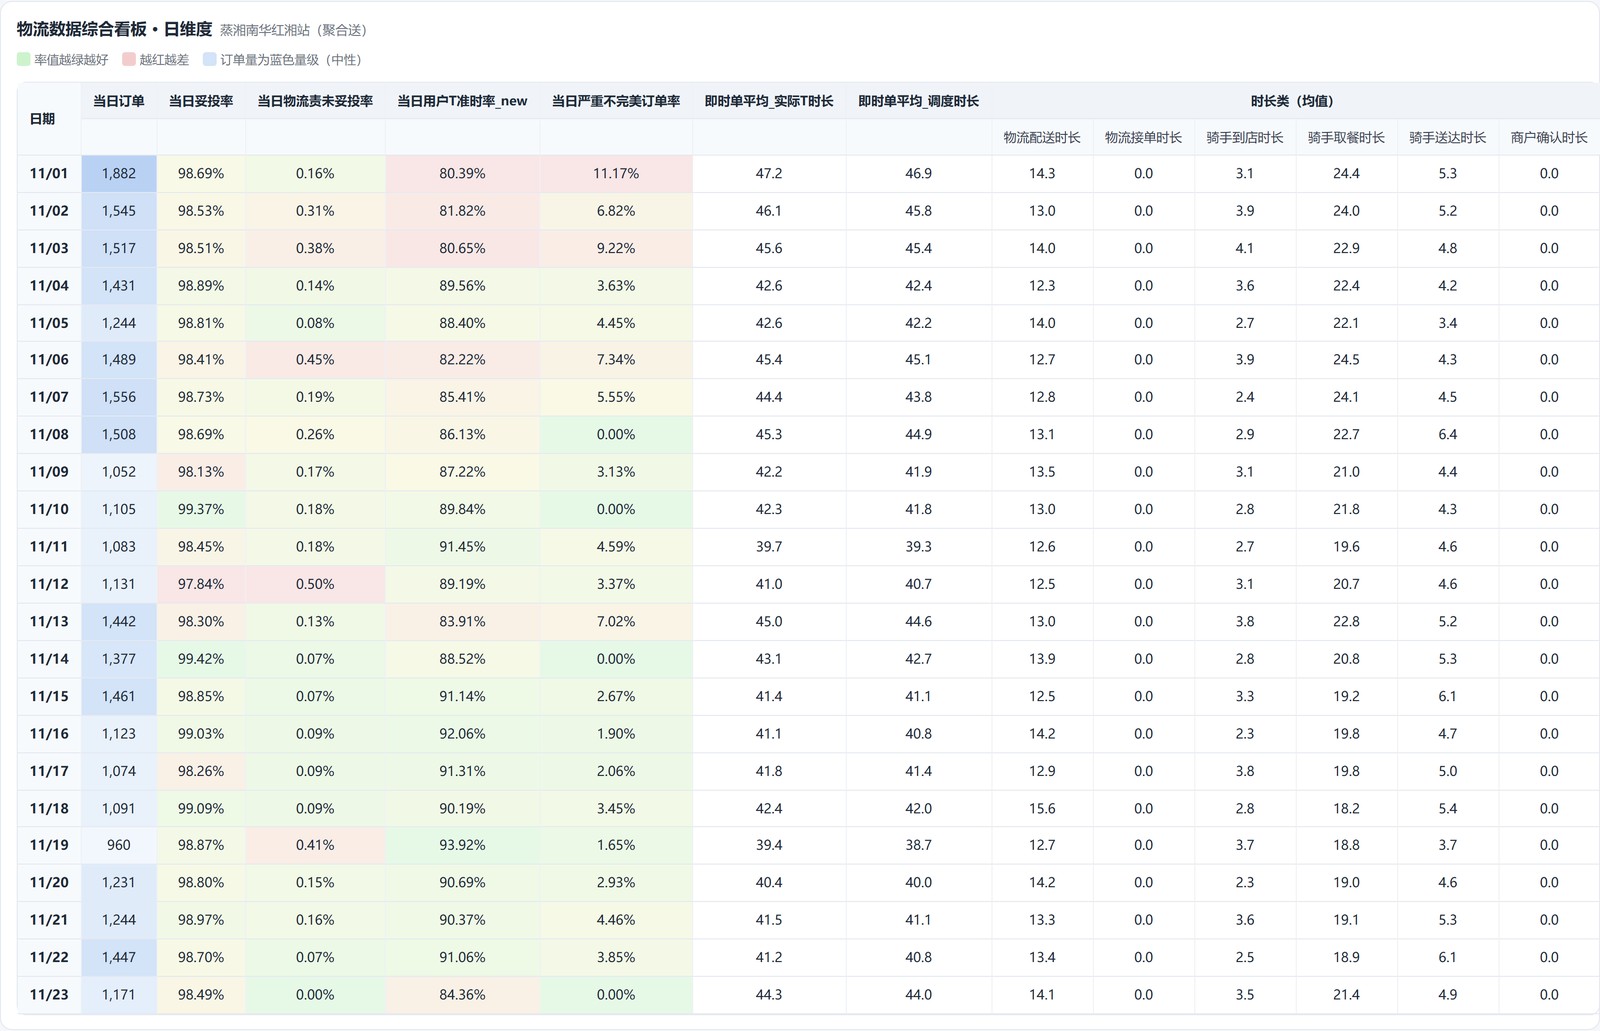 物流数据综合看板 • 日维度 蒸湘南华红湘站（聚合送）
率值越绿越好 越红越差 订单量为蓝色量级（中性）
日期 当日订单 当日妥投率 当日物流责未妥投率 当日用户T准时率_new 当日严重不完美订单率 即时单平均_实际T时长 即时单平均_调度时长 时长类（均值）
物流配送时长 物流接单时长 骑手到店时长 骑手取餐时长 骑手送达时长 商户确认时长
11/01 1,882 98.69% 0.16% 80.39% 11.17% 47.2 46.9 14.3 0.0 3.1 24.4 5.3 0.0
11/02 1,545 98.53% 0.31% 81.82% 6.82% 46.1 45.8 13.0 0.0 3.9 24.0 5.2 0.0
11/03 1,517 98.51% 0.38% 80.65% 9.22% 45.6 45.4 14.0 0.0 4.1 22.9 4.8 0.0
11/04 1,431 98.89% 0.14% 89.56% 3.63% 42.6 42.4 12.3 0.0 3.6 22.4 4.2 0.0
11/05 1,244 98.81% 0.08% 88.40% 4.45% 42.6 42.2 14.0 0.0 2.7 22.1 3.4 0.0
11/06 1,489 98.41% 0.45% 82.22% 7.34% 45.4 45.1 12.7 0.0 3.9 24.5 4.3 0.0
11/07 1,556 98.73% 0.19% 85.41% 5.55% 44.4 43.8 12.8 0.0 2.4 24.1 4.5 0.0
11/08 1,508 98.69% 0.26% 86.13% 0.00% 45.3 44.9 13.1 0.0 2.9 22.7 6.4 0.0
11/09 1,052 98.13% 0.17% 87.22% 3.13% 42.2 41.9 13.5 0.0 3.1 21.0 4.4 0.0
11/10 1,105 99.37% 0.18% 89.84% 0.00% 42.3 41.8 13.0 0.0 2.8 21.8 4.3 0.0
11/11 1,083 98.45% 0.18% 91.45% 4.59% 39.7 39.3 12.6 0.0 2.7 19.6 4.6 0.0
11/12 1,131 97.84% 0.50% 89.19% 3.37% 41.0 40.7 12.5 0.0 3.1 20.7 4.6 0.0
11/13 1,442 98.30% 0.13% 83.91% 7.02% 45.0 44.6 13.0 0.0 3.8 22.8 5.2 0.0
11/14 1,377 99.42% 0.07% 88.52% 0.00% 43.1 42.7 13.9 0.0 2.8 20.8 5.3 0.0
11/15 1,461 98.85% 0.07% 91.14% 2.67% 41.4 41.1 12.5 0.0 3.3 19.2 6.1 0.0
11/16 1,123 99.03% 0.09% 92.06% 1.90% 41.1 40.8 14.2 0.0 2.3 19.8 4.7 0.0
11/17 1,074 98.26% 0.09% 91.31% 2.06% 41.8 41.4 12.9 0.0 3.8 19.8 5.0 0.0
11/18 1,091 99.09% 0.09% 90.19% 3.45% 42.4 42.0 15.6 0.0 2.8 18.2 5.4 0.0
11/19 960 98.87% 0.41% 93.92% 1.65% 39.4 38.7 12.7 0.0 3.7 18.8 3.7 0.0
11/20 1,231 98.80% 0.15% 90.69% 2.93% 40.4 40.0 14.2 0.0 2.3 19.0 4.6 0.0
11/21 1,244 98.97% 0.16% 90.37% 4.46% 41.5 41.1 13.3 0.0 3.6 19.1 5.3 0.0
11/22 1,447 98.70% 0.07% 91.06% 3.85% 41.2 40.8 13.4 0.0 2.5 18.9 6.1 0.0
11/23 1,171 98.49% 0.00% 84.36% 0.00% 44.3 44.0 14.1 0.0 3.5 21.4 4.9 0.0